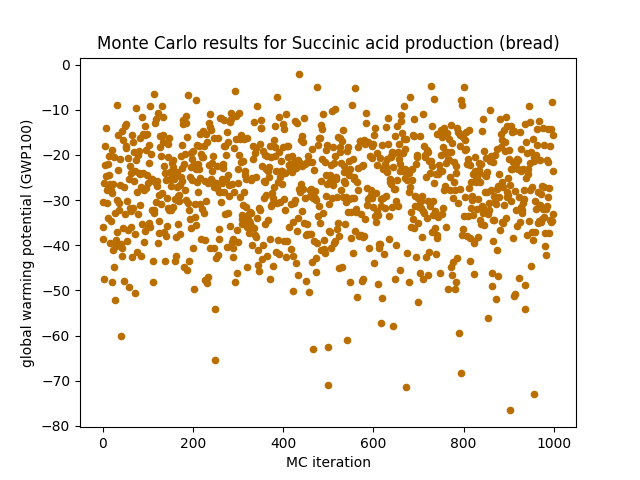 Monte Carlo results for Succinic acid production (bread)
global warming potential (GWP100)
0
−10
−20
−30
−40
−50
−60
−70
−80
0 200 400 600 800 1000
MC iteration